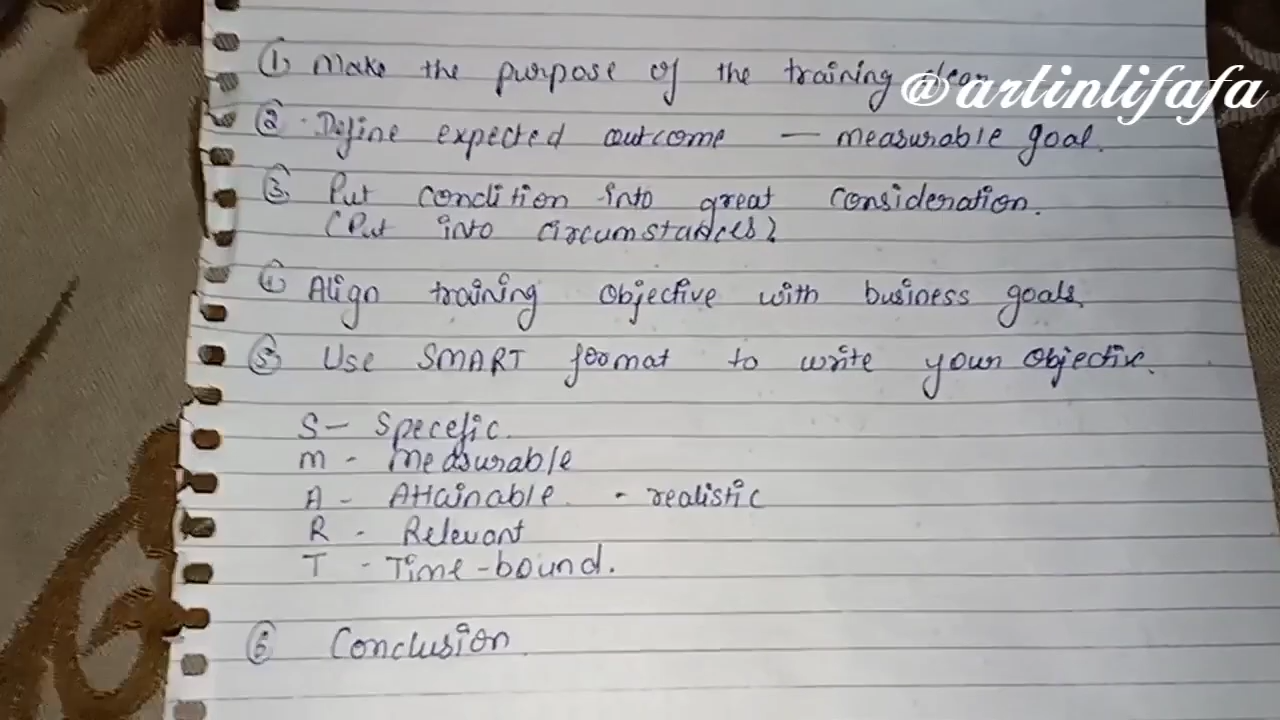 ① Make the purpose of the training clear
@artinlifafa
② Define expected outcome — measurable goal.
③ Put condition into great consideration.
(Put into circumstances)
④ Align training objective with business goals.
⑤ Use SMART format to write your objective.
S - Specefic.
M - Measurable
A - Attainable. - realistic
R - Relevant
T - Time-bound.
⑥ Conclusion